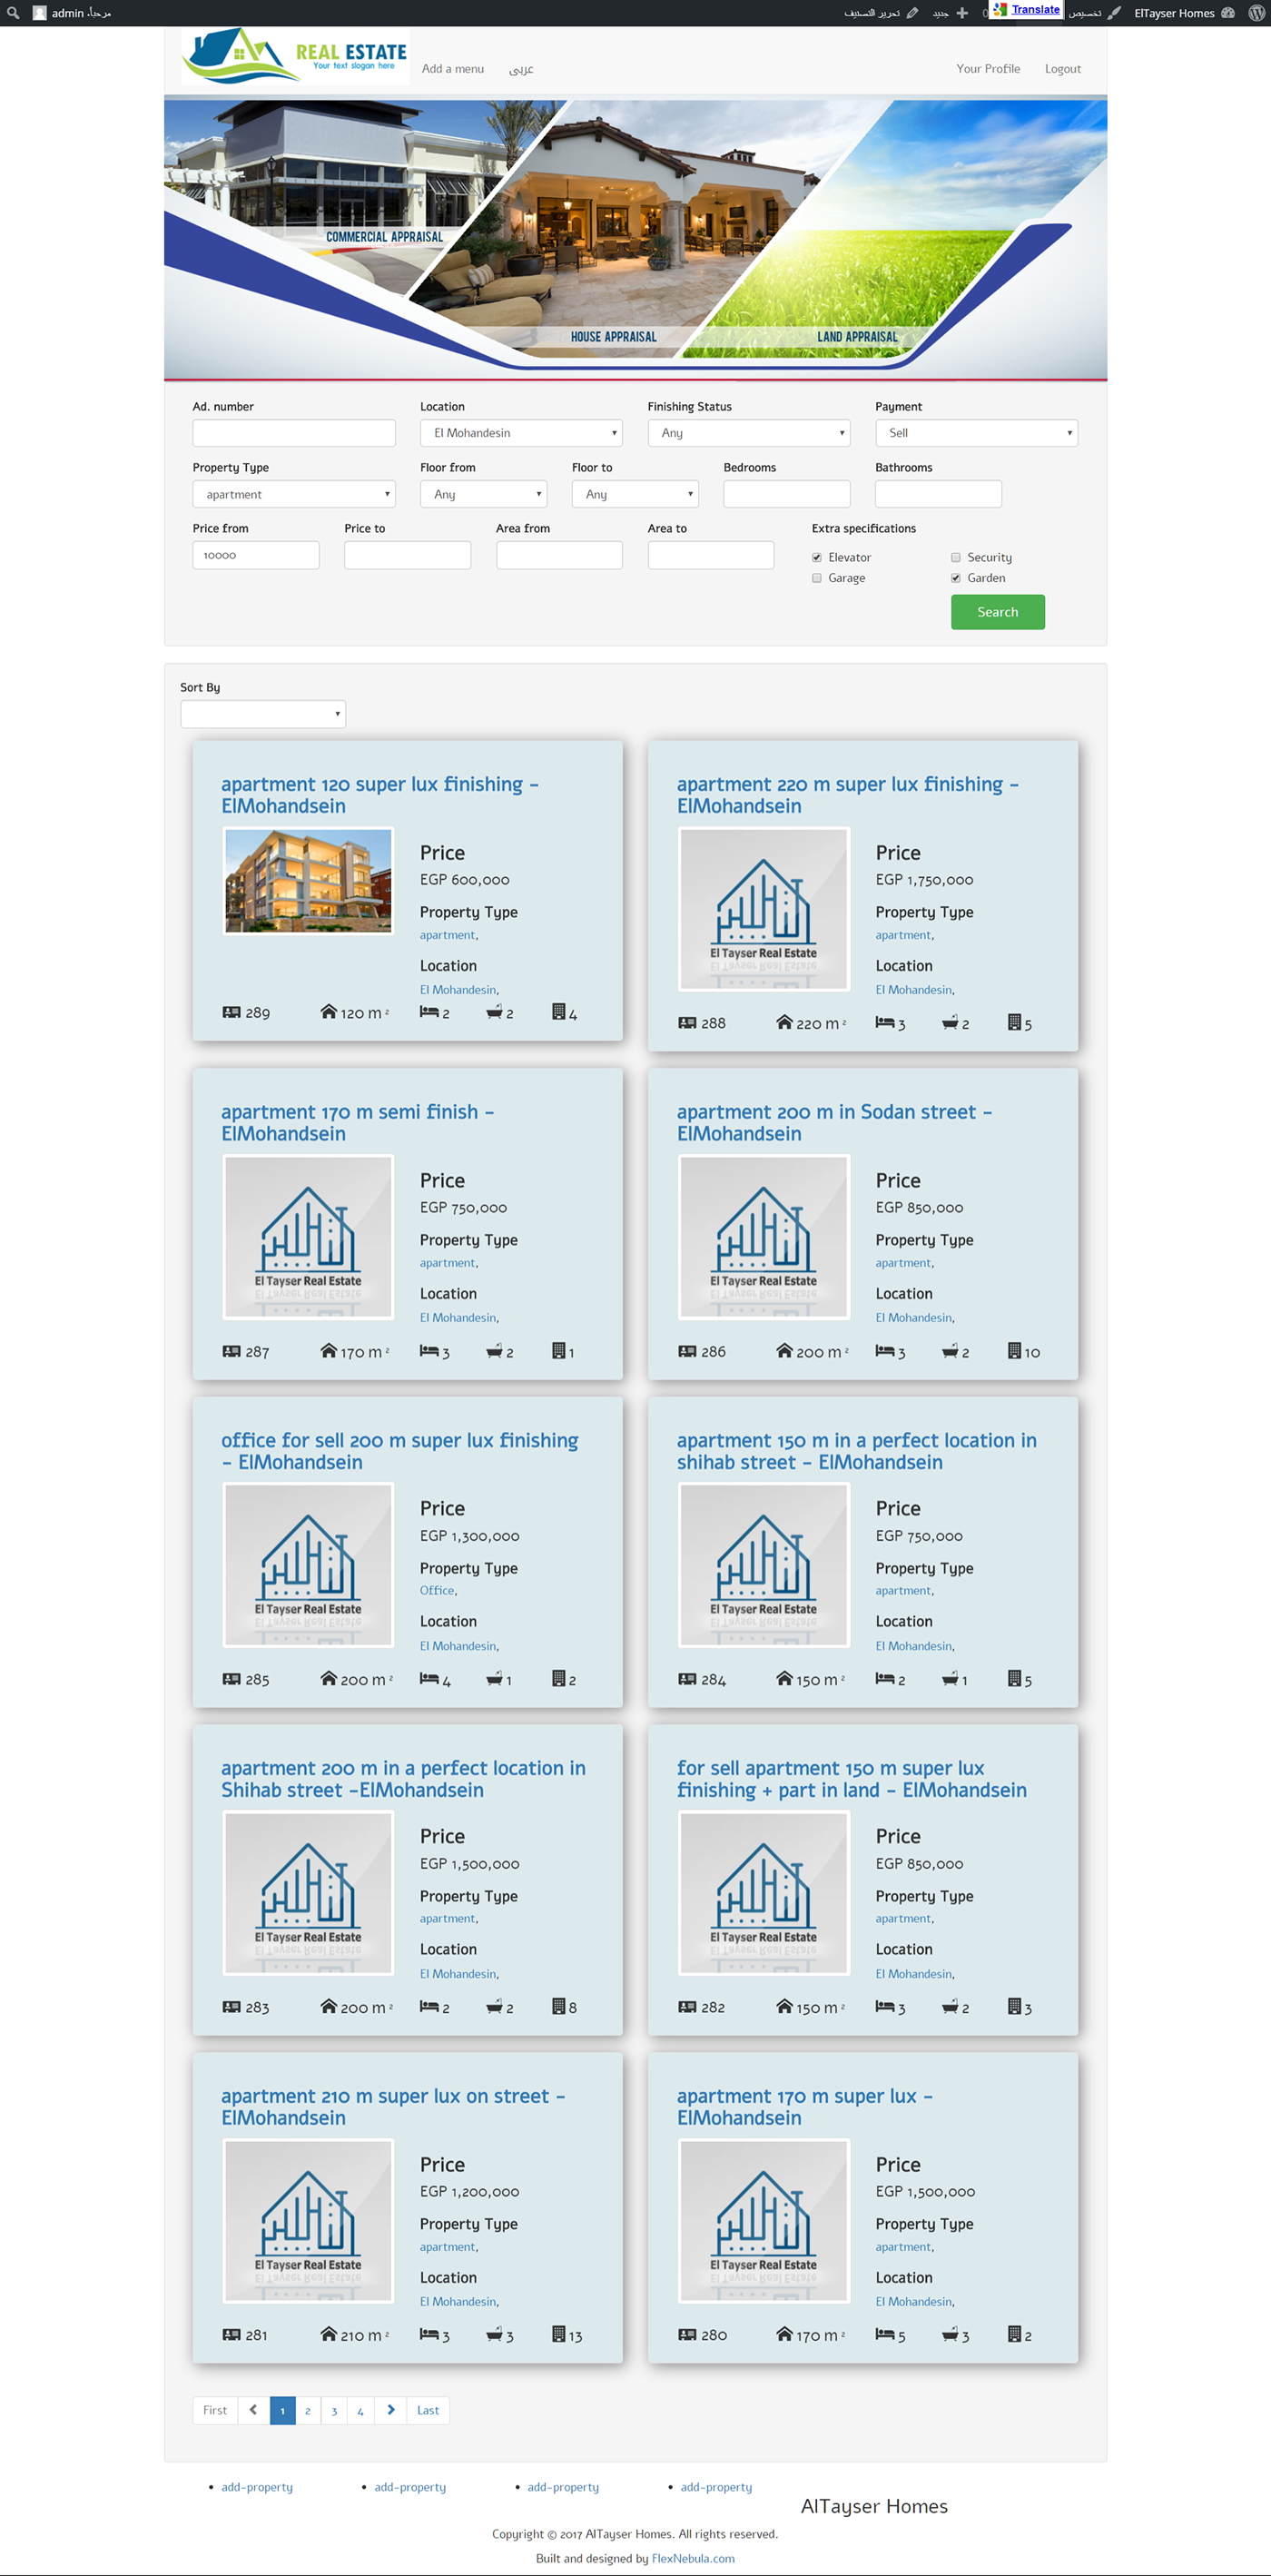 admin مرحباً،
تحرير التصنيف
جديد
0
Translate
تخصيص
ElTayser Homes
REAL ESTATE
Your text slogan here
Add a menu
عربى
Your Profile
Logout
COMMERCIAL APPRAISAL
HOUSE APPRAISAL
LAND APPRAISAL
Ad. number
Location
Finishing Status
Payment
El Mohandesin
Any
Sell
Property Type
Floor from
Floor to
Bedrooms
Bathrooms
apartment
Any
Any
Price from
Price to
Area from
Area to
Extra specifications
10000
Elevator
Security
Garage
Garden
Search
Sort By
apartment 120 super lux finishing -
ElMohandsein
Price
EGP 600,000
Property Type
apartment,
Location
El Mohandesin,
289 120 m ² 2 2 4
apartment 220 m super lux finishing -
ElMohandsein
El Tayser Real Estate
Price
EGP 1,750,000
Property Type
apartment,
Location
El Mohandesin,
288 220 m ² 3 2 5
apartment 170 m semi finish -
ElMohandsein
El Tayser Real Estate
Price
EGP 750,000
Property Type
apartment,
Location
El Mohandesin,
287 170 m ² 3 2 1
apartment 200 m in Sodan street -
ElMohandsein
El Tayser Real Estate
Price
EGP 850,000
Property Type
apartment,
Location
El Mohandesin,
286 200 m ² 3 2 10
office for sell 200 m super lux finishing
- ElMohandsein
El Tayser Real Estate
Price
EGP 1,300,000
Property Type
Office,
Location
El Mohandesin,
285 200 m ² 4 1 2
apartment 150 m in a perfect location in
shihab street - ElMohandsein
El Tayser Real Estate
Price
EGP 750,000
Property Type
apartment,
Location
El Mohandesin,
284 150 m ² 2 1 5
apartment 200 m in a perfect location in
Shihab street -ElMohandsein
El Tayser Real Estate
Price
EGP 1,500,000
Property Type
apartment,
Location
El Mohandesin,
283 200 m ² 2 2 8
for sell apartment 150 m super lux
finishing + part in land - ElMohandsein
El Tayser Real Estate
Price
EGP 850,000
Property Type
apartment,
Location
El Mohandesin,
282 150 m ² 3 2 3
apartment 210 m super lux on street -
ElMohandsein
El Tayser Real Estate
Price
EGP 1,200,000
Property Type
apartment,
Location
El Mohandesin,
281 210 m ² 3 3 13
apartment 170 m super lux -
ElMohandsein
El Tayser Real Estate
Price
EGP 1,500,000
Property Type
apartment,
Location
El Mohandesin,
280 170 m ² 5 3 2
First 1 2 3 4 Last
add-property
add-property
add-property
add-property
AlTayser Homes
Copyright © 2017 AlTayser Homes. All rights reserved.
Built and designed by FlexNebula.com